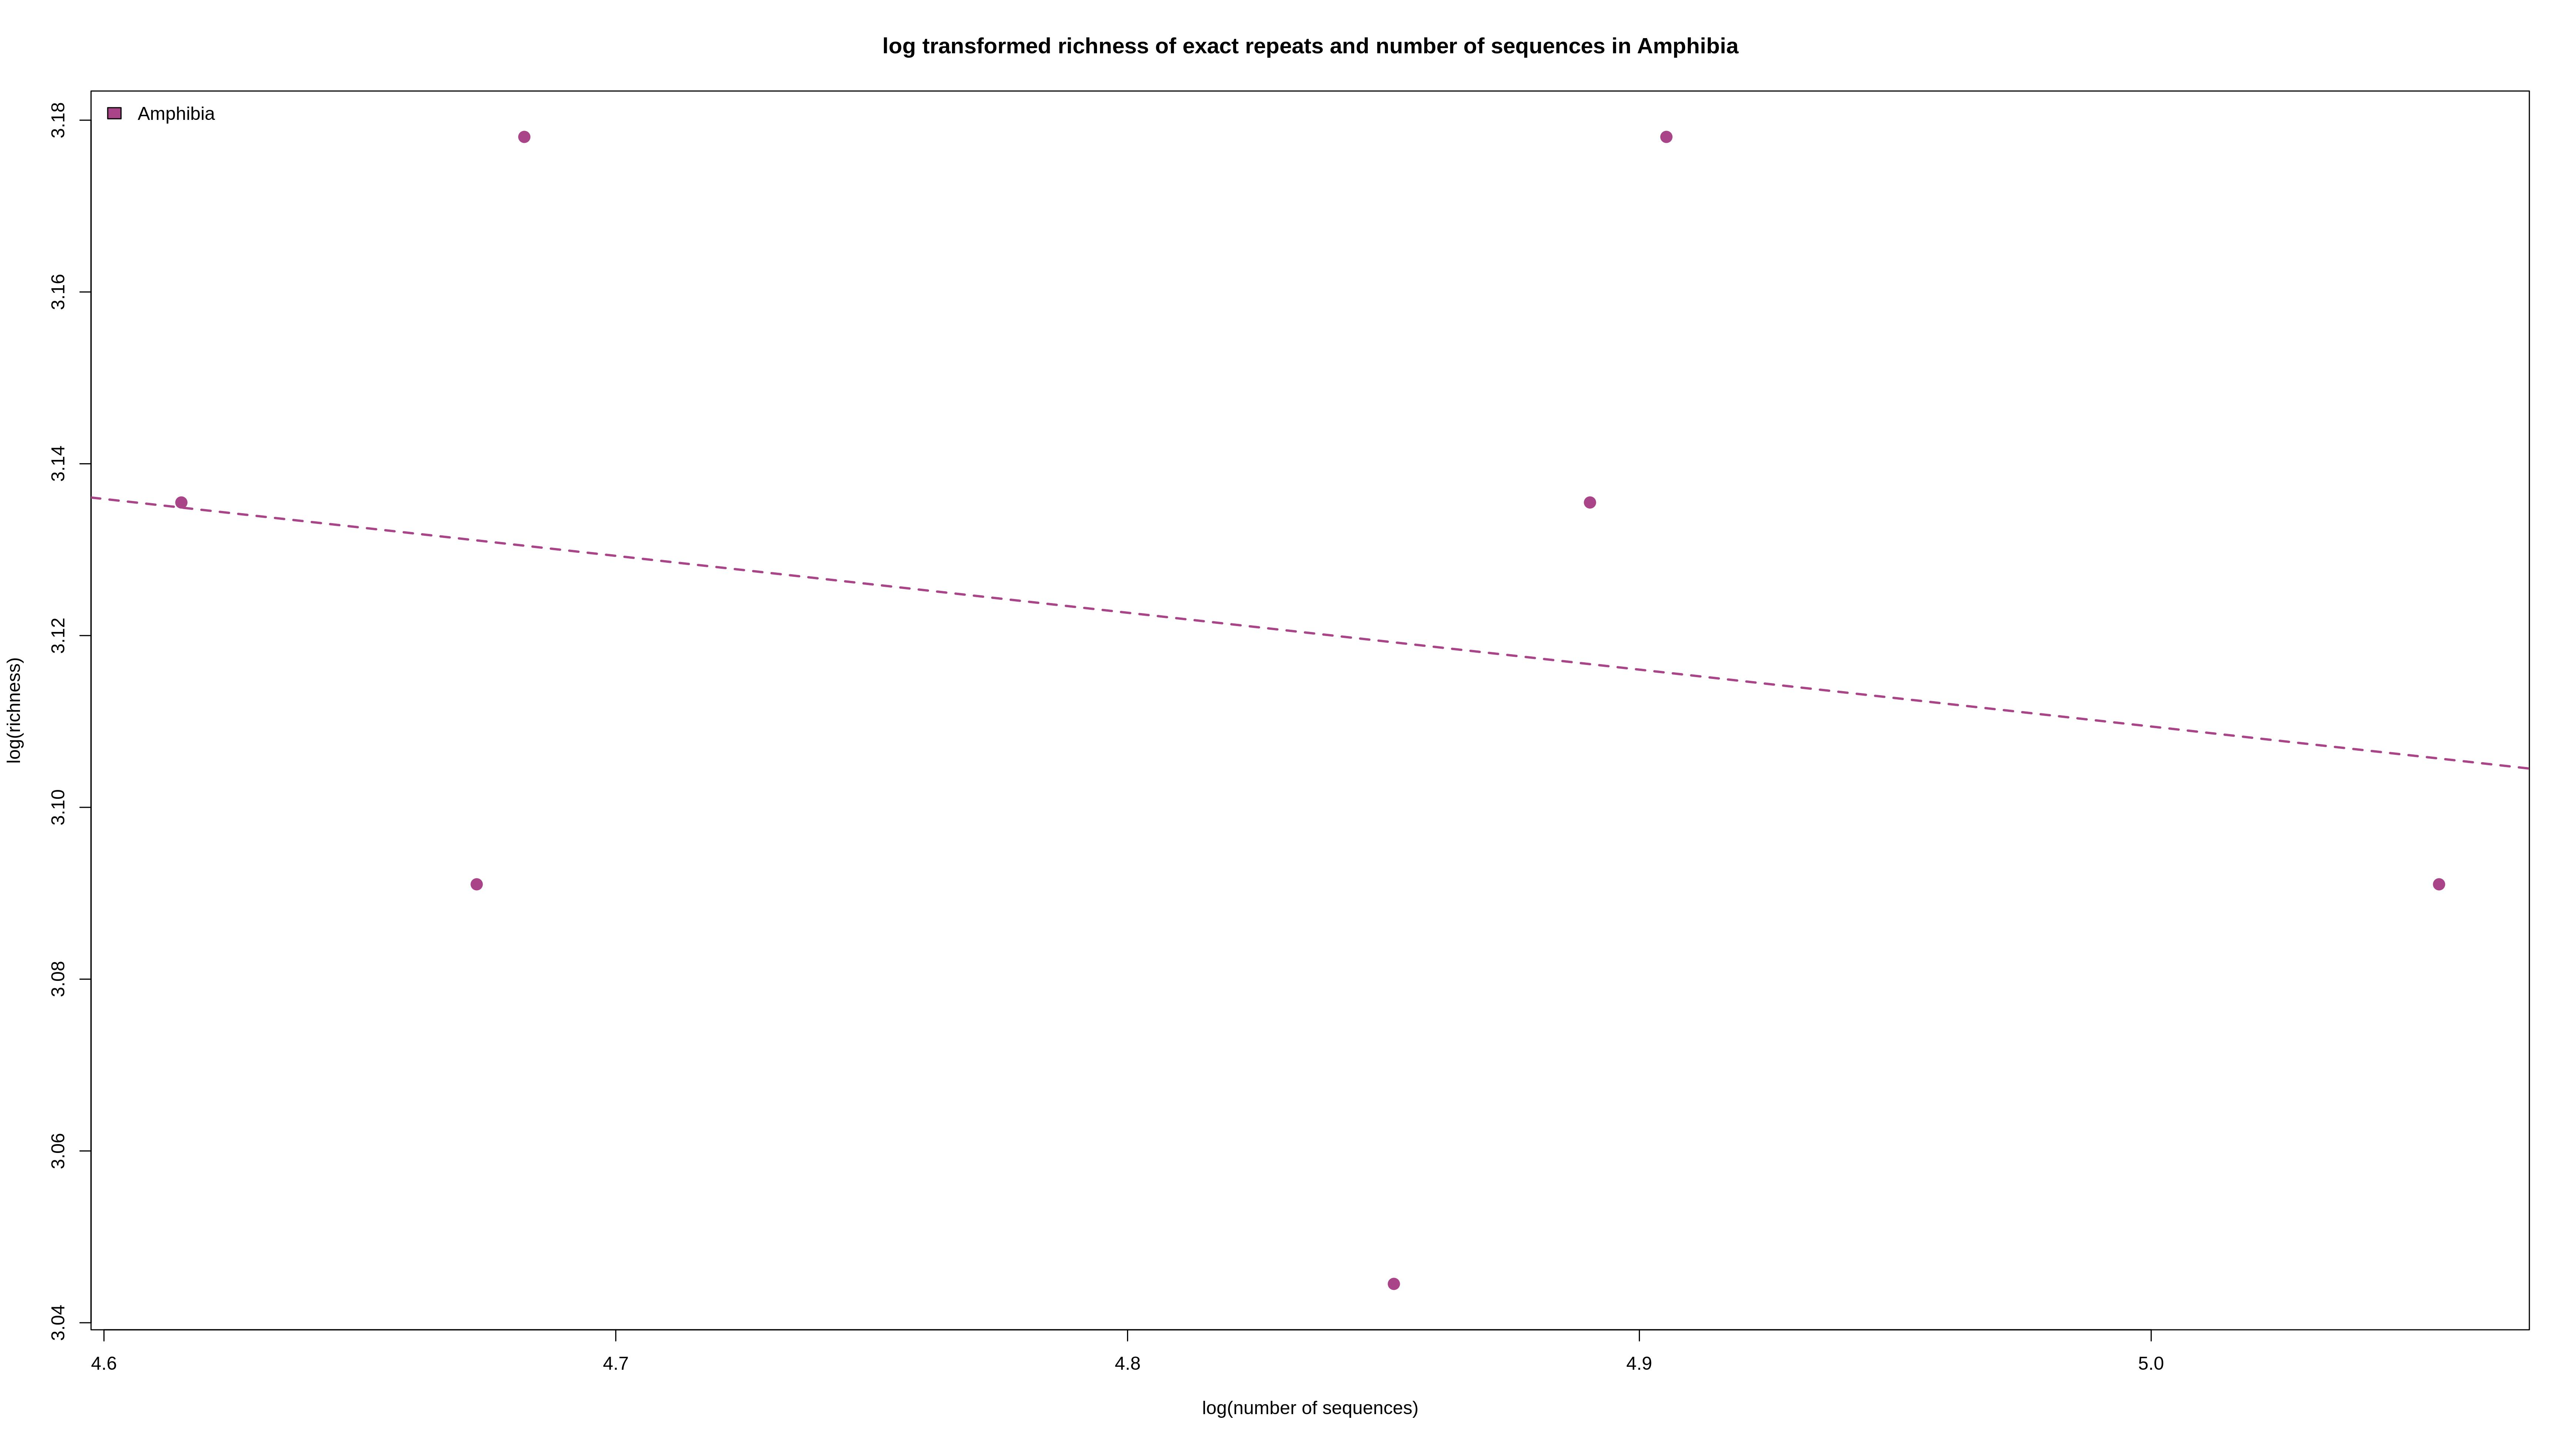 log transformed richness of exact repeats and number of sequences in Amphibia
Amphibia
3.18
3.16
3.14
3.12
3.10
3.08
3.06
3.04
log(richness)
4.6 4.7 4.8 4.9 5.0
log(number of sequences)